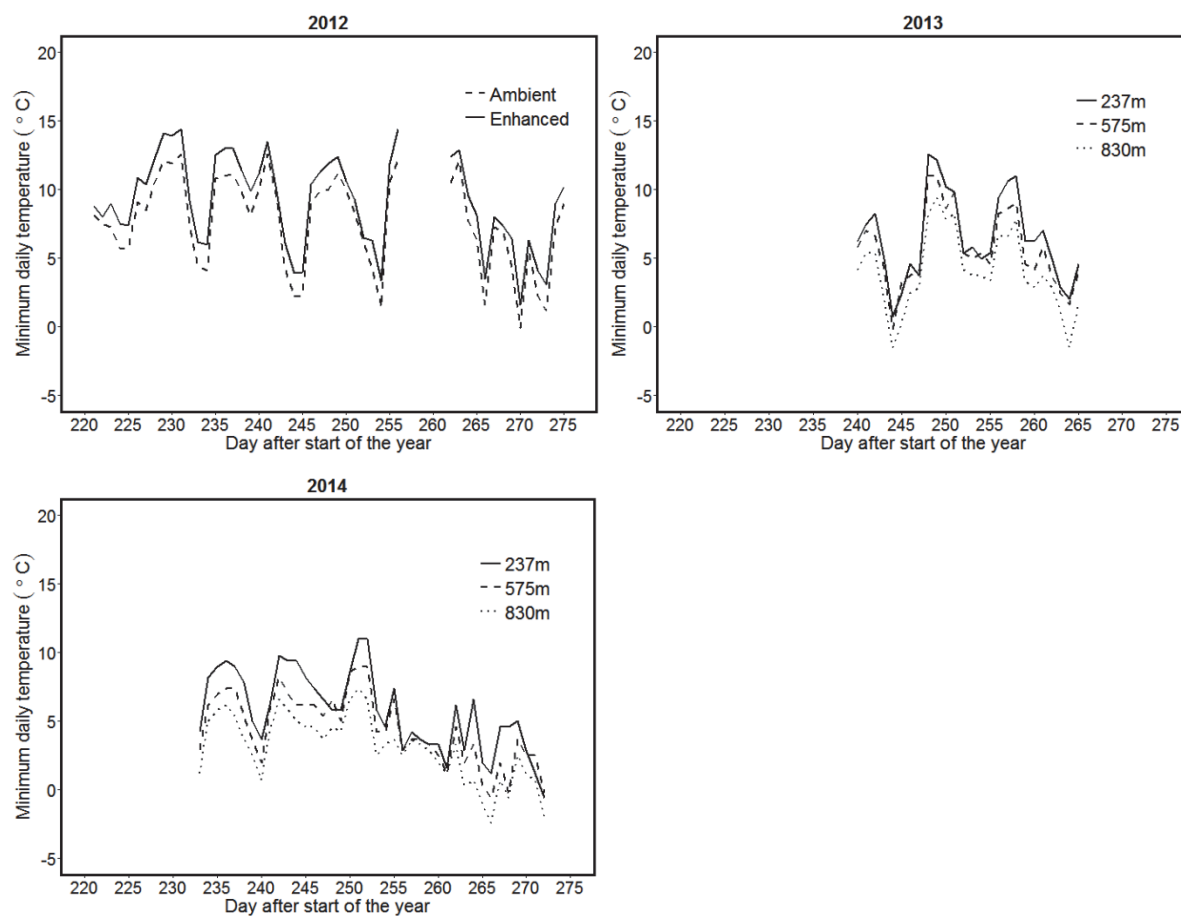 2012
20
15
10
5
0
-5
Minimum daily temperature ( ° C)
Ambient
Enhanced
220 225 230 235 240 245 250 255 260 265 270 275
Day after start of the year
2013
20
15
10
5
0
-5
Minimum daily temperature ( ° C)
237m
575m
830m
220 225 230 235 240 245 250 255 260 265 270 275
Day after start of the year
2014
20
15
10
5
0
-5
Minimum daily temperature ( ° C)
237m
575m
830m
220 225 230 235 240 245 250 255 260 265 270 275
Day after start of the year